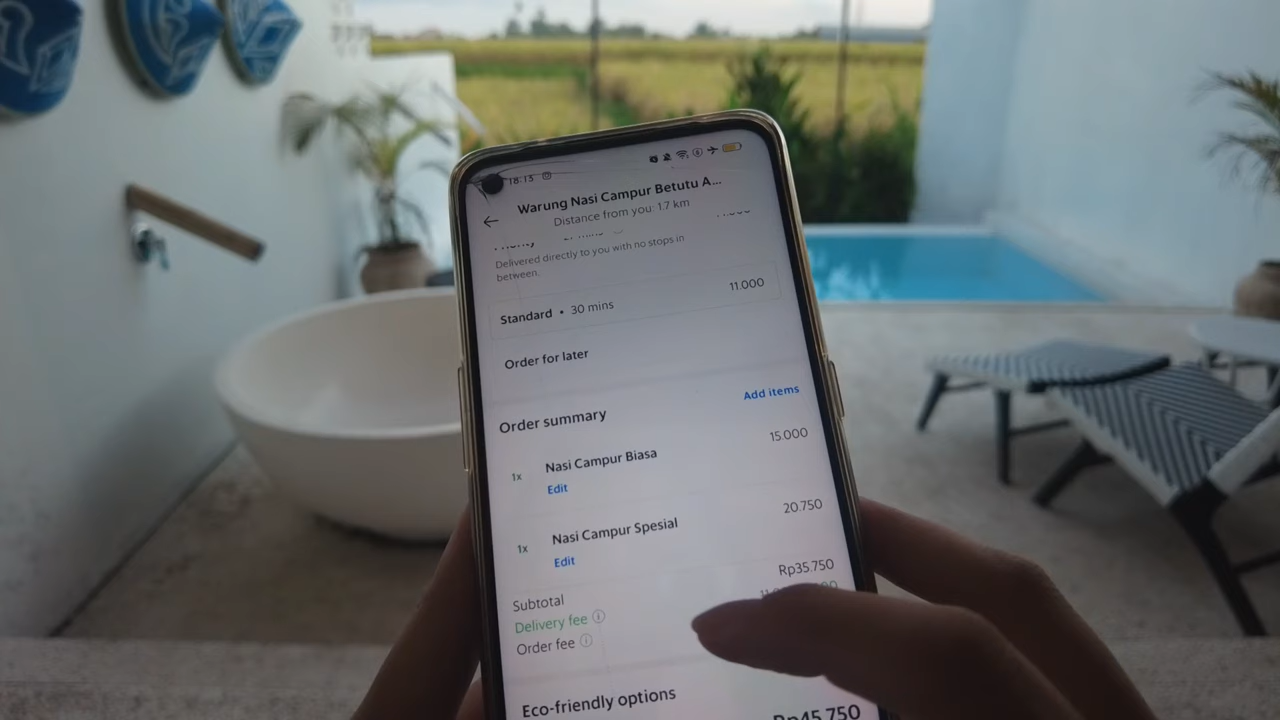 18:15
Warung Nasi Campur Betutu A...
Distance from you: 1.7 km
Delivered directly to you with no stops in
between.
Standard • 30 mins 11.000
Order for later
Order summary Add items
1x Nasi Campur Biasa 15.000
Edit
1x Nasi Campur Spesial 20.750
Edit
Subtotal Rp35.750
Delivery fee
Order fee
Eco-friendly options
Rp45.750